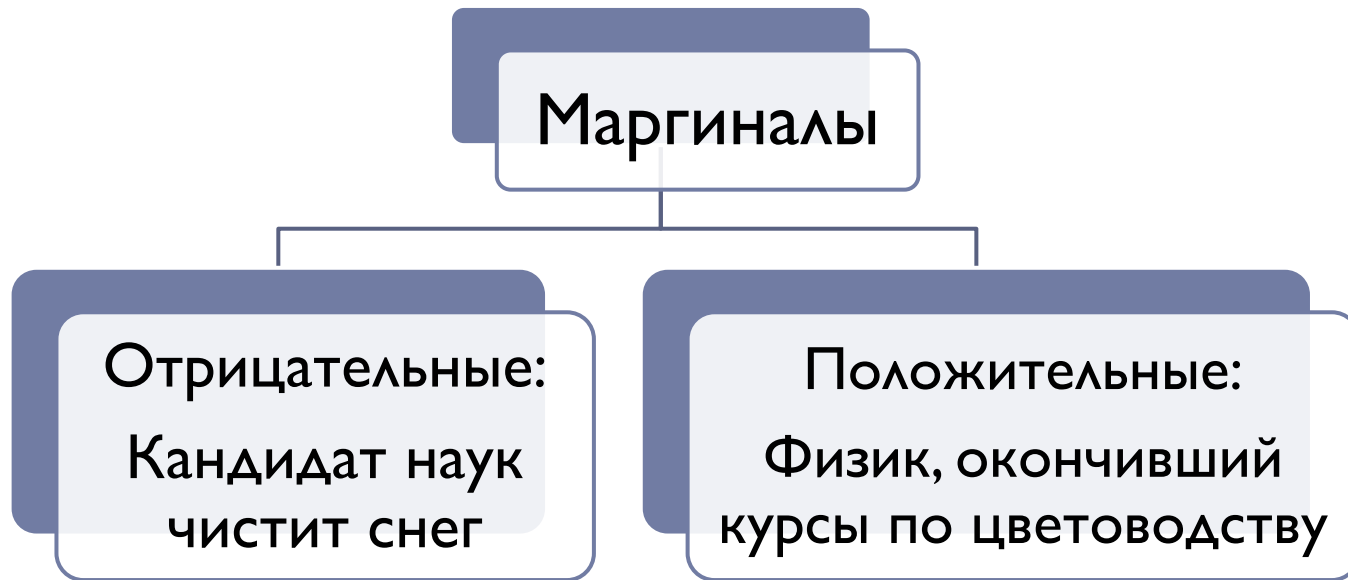 Маргиналы
Отрицательные:
Кандидат наук
чистит снег
Положительные:
Физик, окончивший
курсы по цветоводству